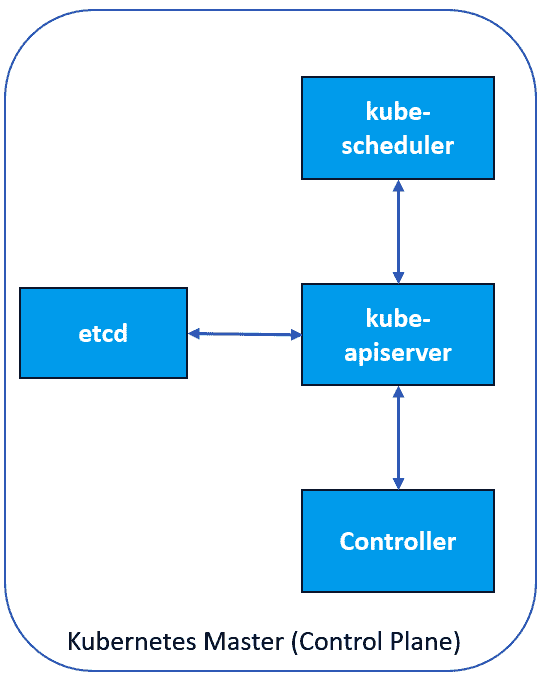 kube-
scheduler
etcd
kube-
apiserver
Controller
Kubernetes Master (Control Plane)